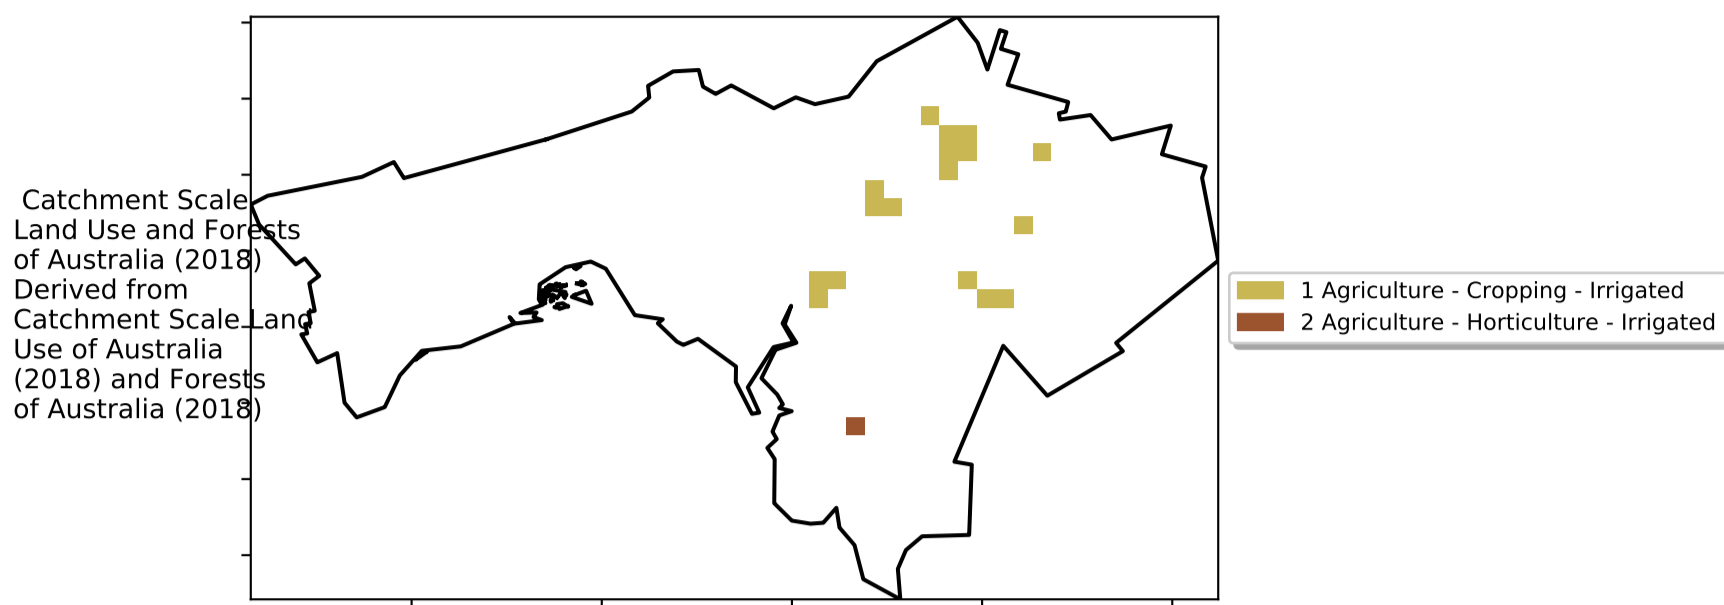 Catchment Scale
Land Use and Forests
of Australia (2018)
Derived from
Catchment Scale Land
Use of Australia
(2018) and Forests
of Australia (2018)
1 Agriculture - Cropping - Irrigated
2 Agriculture - Horticulture - Irrigated